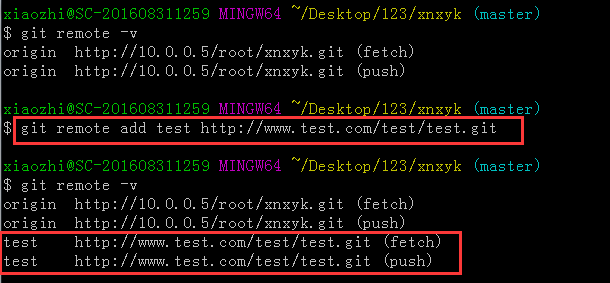 xiaozhi@SC-201608311259 MINGW64 ~/Desktop/123/xnxyk (master)
$ git remote -v
origin  http://10.0.0.5/root/xnxyk.git (fetch)
origin  http://10.0.0.5/root/xnxyk.git (push)
xiaozhi@SC-201608311259 MINGW64 ~/Desktop/123/xnxyk (master)
$ git remote add test http://www.test.com/test/test.git
xiaozhi@SC-201608311259 MINGW64 ~/Desktop/123/xnxyk (master)
$ git remote -v
origin  http://10.0.0.5/root/xnxyk.git (fetch)
origin  http://10.0.0.5/root/xnxyk.git (push)
test    http://www.test.com/test/test.git (fetch)
test    http://www.test.com/test/test.git (push)